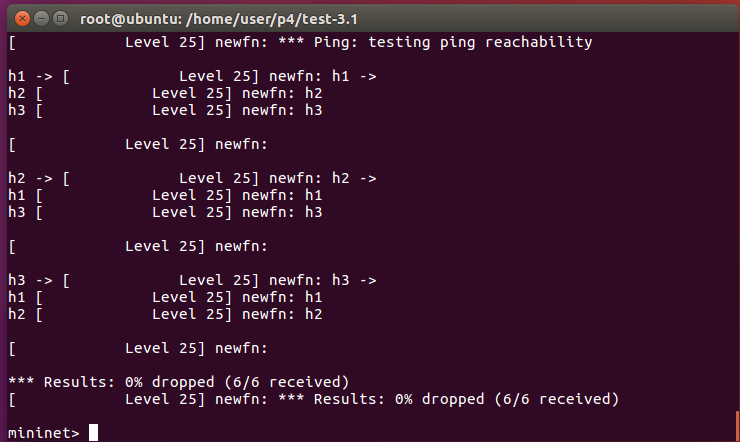 root@ubuntu: /home/user/p4/test-3.1
[             Level 25] newfn: *** Ping: testing ping reachability
h1 -> [             Level 25] newfn: h1 ->
h2 [             Level 25] newfn: h2
h3 [             Level 25] newfn: h3
[             Level 25] newfn:
h2 -> [             Level 25] newfn: h2 ->
h1 [             Level 25] newfn: h1
h3 [             Level 25] newfn: h3
[             Level 25] newfn:
h3 -> [             Level 25] newfn: h3 ->
h1 [             Level 25] newfn: h1
h2 [             Level 25] newfn: h2
[             Level 25] newfn:
*** Results: 0% dropped (6/6 received)
[             Level 25] newfn: *** Results: 0% dropped (6/6 received)
mininet>